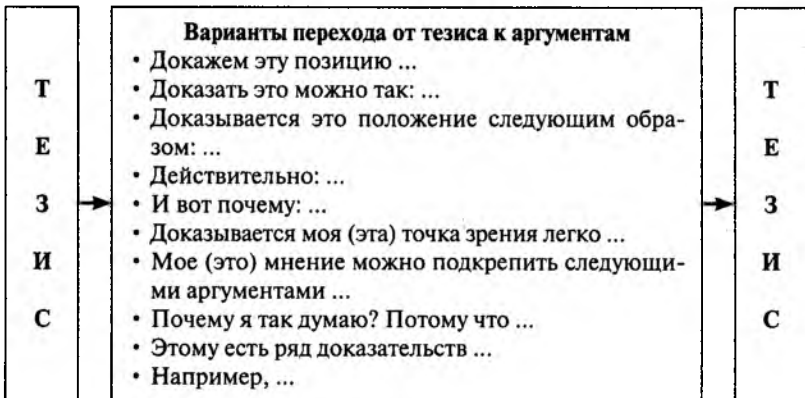 Т
Е
З
И
С
Варианты перехода от тезиса к аргументам
• Докажем эту позицию ...
• Доказать это можно так: ...
• Доказывается это положение следующим обра-
зом: ...
• Действительно: ...
• И вот почему: ...
• Доказывается моя (эта) точка зрения легко ...
• Мое (это) мнение можно подкрепить следующи-
ми аргументами ...
• Почему я так думаю? Потому что ...
• Этому есть ряд доказательств ...
• Например, ...
Т
Е
З
И
С